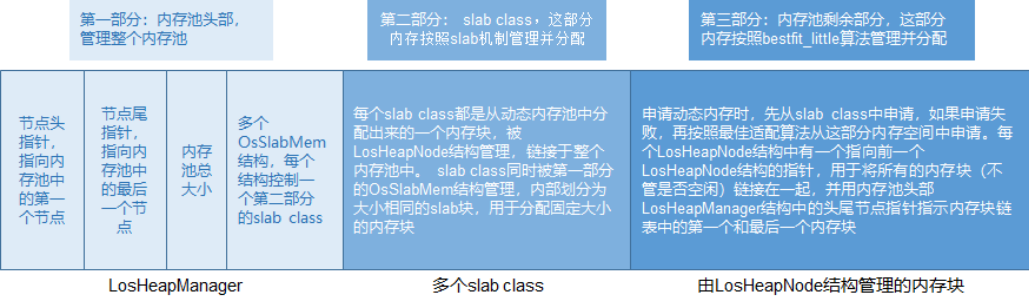 第一部分：内存池头部，
管理整个内存池
第二部分： slab class，这部分
内存按照slab机制管理并分配
第三部分：内存池剩余部分，这部分
内存按照bestfit_little算法管理并分配
节点头
指针，
指向内
存池中
的第一
个节点
节点尾
指针，
指向内
存池中
的最后
一个节
点
内存
池总
大小
多个
OsSlabMem
结构，每个
结构控制一
个第二部分
的slab class
每个slab class都是从动态内存池中分
配出来的一个内存块，被
LosHeapNode结构管理，链接于整个
内存池中。 slab class同时被第一部分
的OsSlabMem结构管理，内部划分为
大小相同的slab块，用于分配固定大小
的内存块
申请动态内存时，先从slab class中申请，如果申请失
败，再按照最佳适配算法从这部分内存空间中申请。每
个LosHeapNode结构中有一个指向前一个
LosHeapNode结构的指针，用于将所有的内存块（不
管是否空闲）链接在一起，并用内存池头部
LosHeapManager结构中的头尾节点指针指示内存块链
表中的第一个和最后一个内存块
LosHeapManager
多个slab class
由LosHeapNode结构管理的内存块